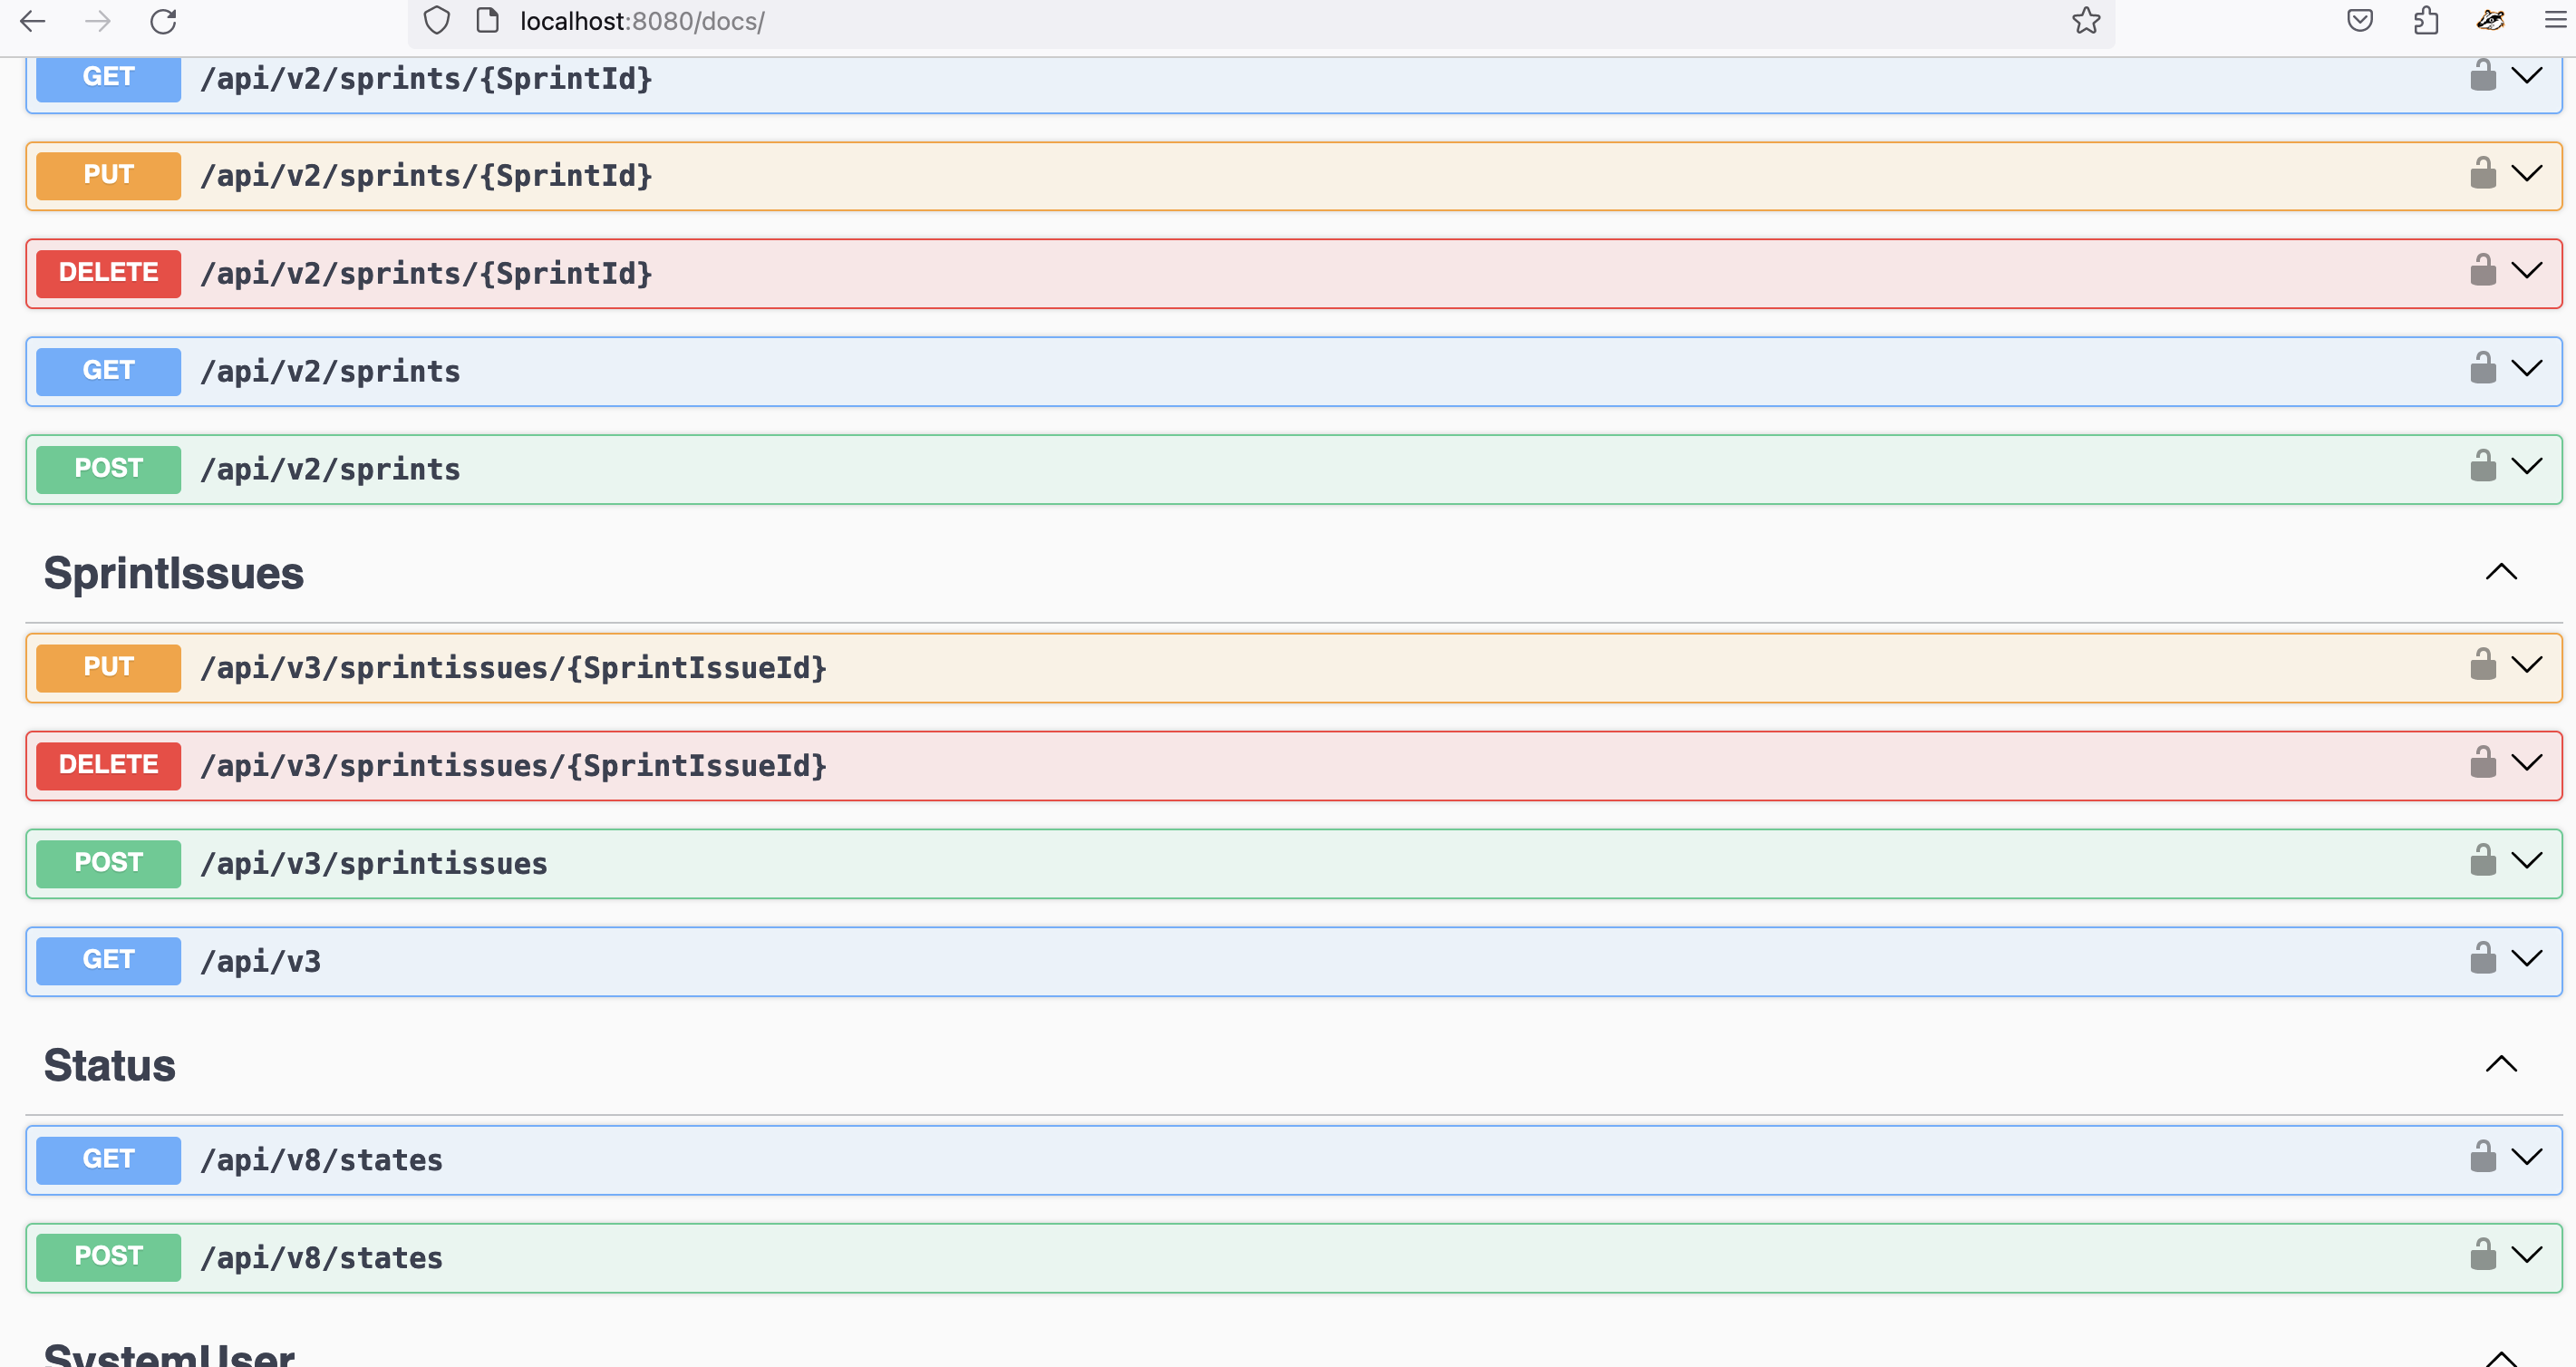 localhost:8080/docs/
GET /api/v2/sprints/{SprintId}
PUT /api/v2/sprints/{SprintId}
DELETE /api/v2/sprints/{SprintId}
GET /api/v2/sprints
POST /api/v2/sprints
SprintIssues
PUT /api/v3/sprintissues/{SprintIssueId}
DELETE /api/v3/sprintissues/{SprintIssueId}
POST /api/v3/sprintissues
GET /api/v3
Status
GET /api/v8/states
POST /api/v8/states
SystemUser